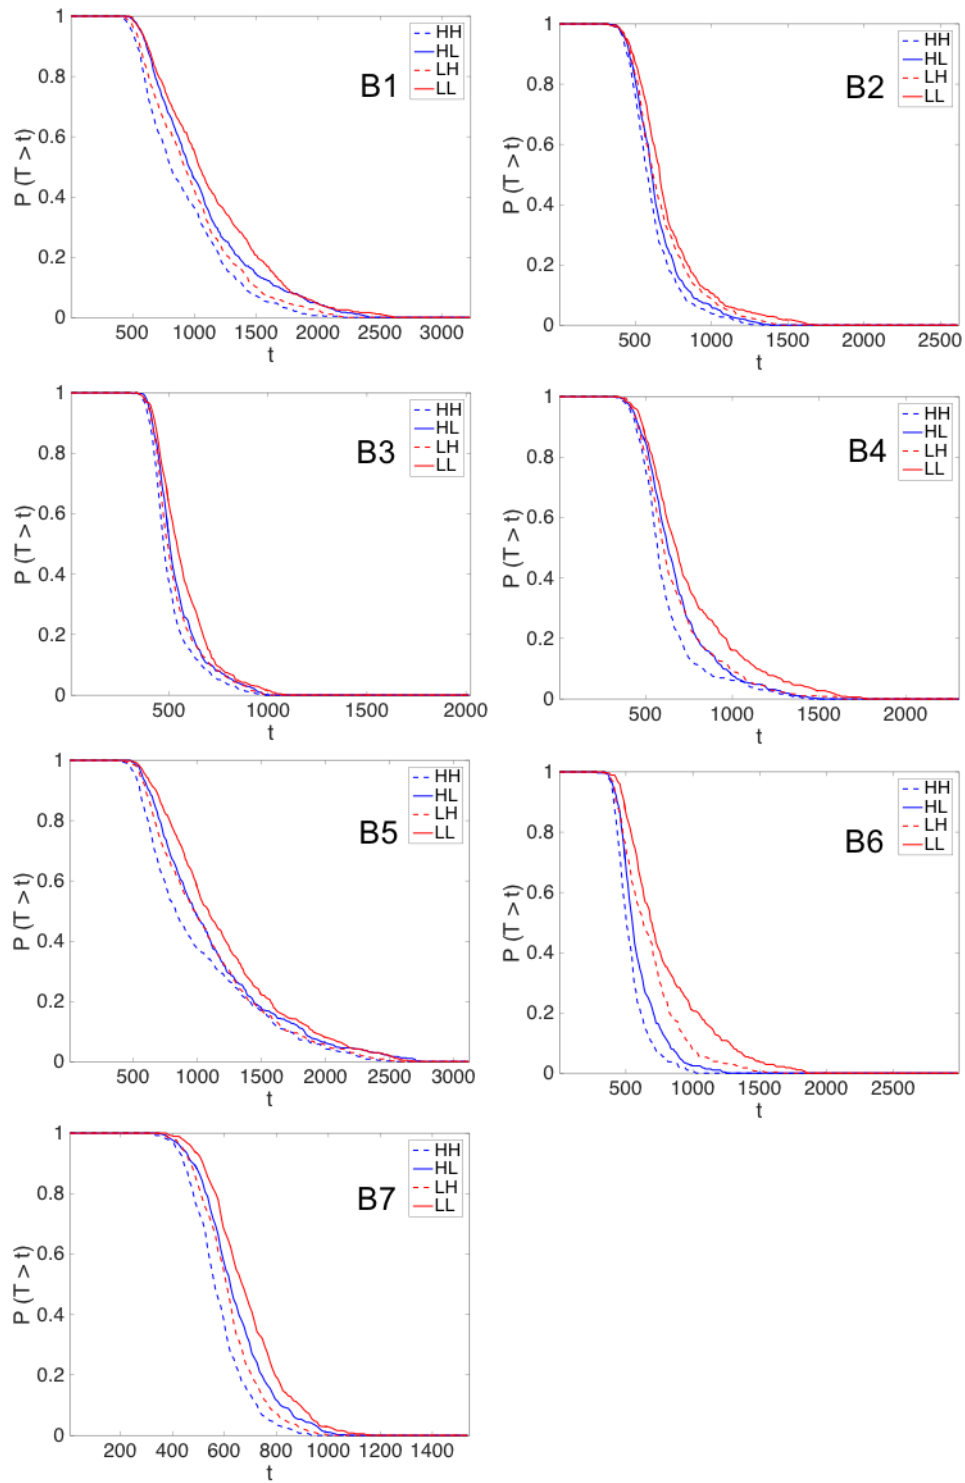 1
0.8
0.6
0.4
0.2
0
P (T > t)
500 1000 1500 2000 2500 3000
t
B1
HH
HL
LH
LL
1
0.8
0.6
0.4
0.2
0
P (T > t)
500 1000 1500 2000 2500
t
B2
HH
HL
LH
LL
1
0.8
0.6
0.4
0.2
0
P (T > t)
500 1000 1500 2000
t
B3
HH
HL
LH
LL
1
0.8
0.6
0.4
0.2
0
P (T > t)
500 1000 1500 2000
t
B4
HH
HL
LH
LL
1
0.8
0.6
0.4
0.2
0
P (T > t)
500 1000 1500 2000 2500 3000
t
B5
HH
HL
LH
LL
1
0.8
0.6
0.4
0.2
0
P (T > t)
500 1000 1500 2000 2500
t
B6
HH
HL
LH
LL
1
0.8
0.6
0.4
0.2
0
P (T > t)
200 400 600 800 1000 1200 1400
t
B7
HH
HL
LH
LL